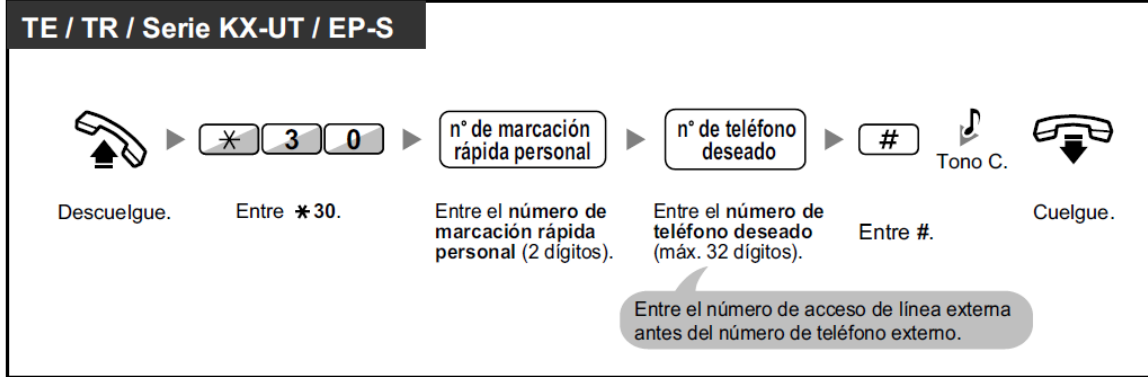 TE / TR / Serie KX-UT / EP-S
* 3 0
n° de marcación
rápida personal
n° de teléfono
deseado
#
Tono C.
Descuelgue.
Entre *30.
Entre el número de
marcación rápida
personal (2 dígitos).
Entre el número de
teléfono deseado
(máx. 32 dígitos).
Entre #.
Cuelgue.
Entre el número de acceso de línea externa
antes del número de teléfono externo.